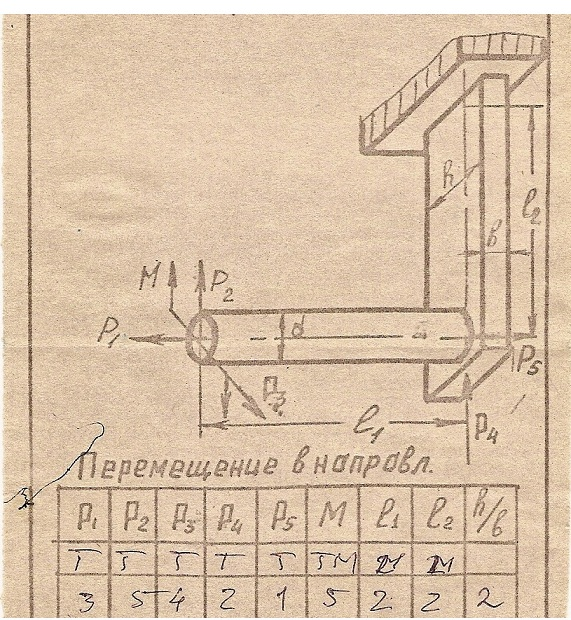 h
l₂
b
M P₂
P₁ d
P₃ P₅
l₁ P₄
Перемещение в направл.
P₁ P₂ P₃ P₄ P₅ M l₁ l₂ h/b
Т Т Т Т Т ТМ М М
3 5 4 2 1 5 2 2 2